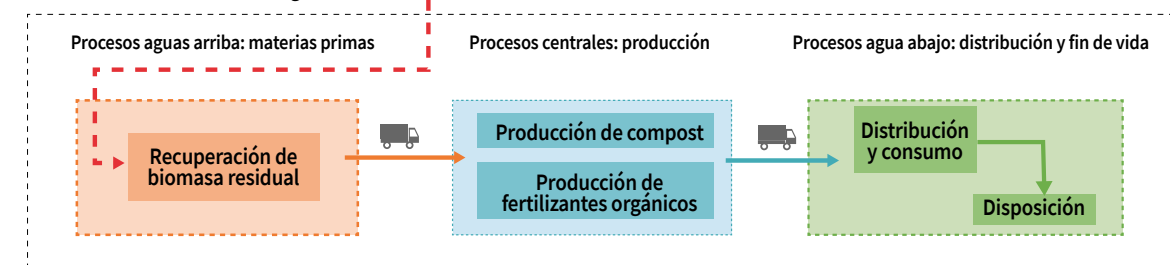 Procesos aguas arriba: materias primas
Procesos centrales: producción
Procesos agua abajo: distribución y fin de vida
Recuperación de
biomasa residual
Producción de compost
Producción de
fertilizantes orgánicos
Distribución
y consumo
Disposición